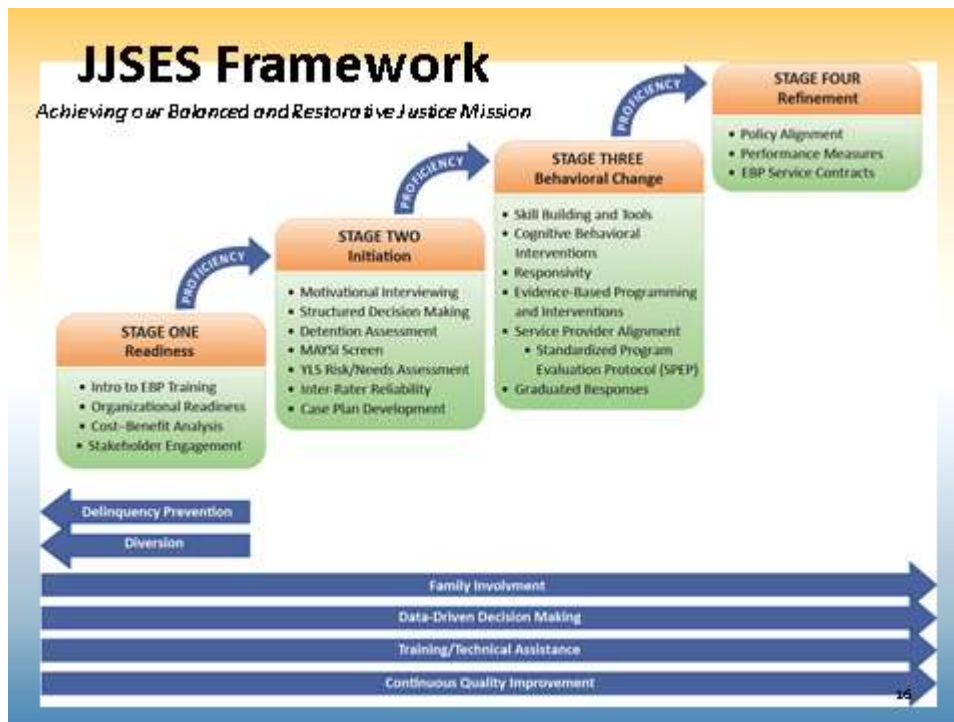 JJSES Framework
Achieving our Balanced and Restorative Justice Mission
STAGE ONE
Readiness
• Intro to EBP Training
• Organizational Readiness
• Cost–Benefit Analysis
• Stakeholder Engagement
PROFICIENCY
STAGE TWO
Initiation
• Motivational Interviewing
• Structured Decision Making
• Detention Assessment
• MAYSI Screen
• YLS Risk/Needs Assessment
• Inter-Rater Reliability
• Case Plan Development
PROFICIENCY
STAGE THREE
Behavioral Change
• Skill Building and Tools
• Cognitive Behavioral
Interventions
• Responsivity
• Evidence-Based Programming
and Interventions
• Service Provider Alignment
• Standardized Program
Evaluation Protocol (SPEP)
• Graduated Responses
PROFICIENCY
STAGE FOUR
Refinement
• Policy Alignment
• Performance Measures
• EBP Service Contracts
Delinquency Prevention
Diversion
Family Involvment
Data-Driven Decision Making
Training/Technical Assistance
Continuous Quality Improvement
16